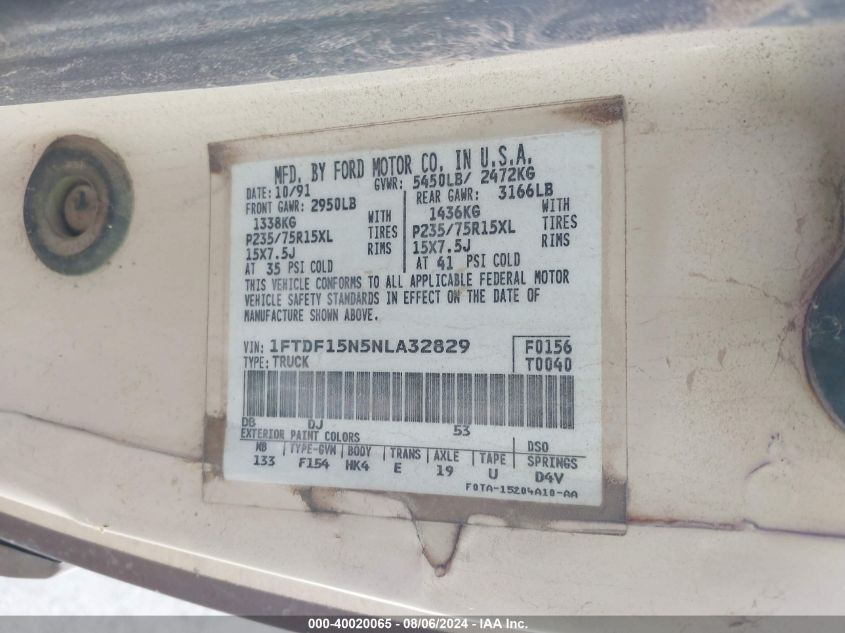 MFD. BY FORD MOTOR CO. IN U.S.A.
DATE: 10/91 GVWR: 5450LB/ 2472KG
FRONT GAWR: 2950LB REAR GAWR: 3166LB
1338KG WITH 1436KG WITH
P235/75R15XL TIRES P235/75R15XL TIRES
15X7.5J RIMS 15X7.5J RIMS
AT 35 PSI COLD AT 41 PSI COLD
THIS VEHICLE CONFORMS TO ALL APPLICABLE FEDERAL MOTOR
VEHICLE SAFETY STANDARDS IN EFFECT ON THE DATE OF
MANUFACTURE SHOWN ABOVE.
VIN: 1FTDF15N5NLA32829 F0156
TYPE: TRUCK T0040
DB DJ 53
EXTERIOR PAINT COLORS DSO
WB TYPE-GVW BODY TRANS AXLE TAPE SPRINGS
133 F154 HK4 E 19 U D4V
F0TA-15204A10-AA
000-40020065 - 08/06/2024 - IAA Inc.